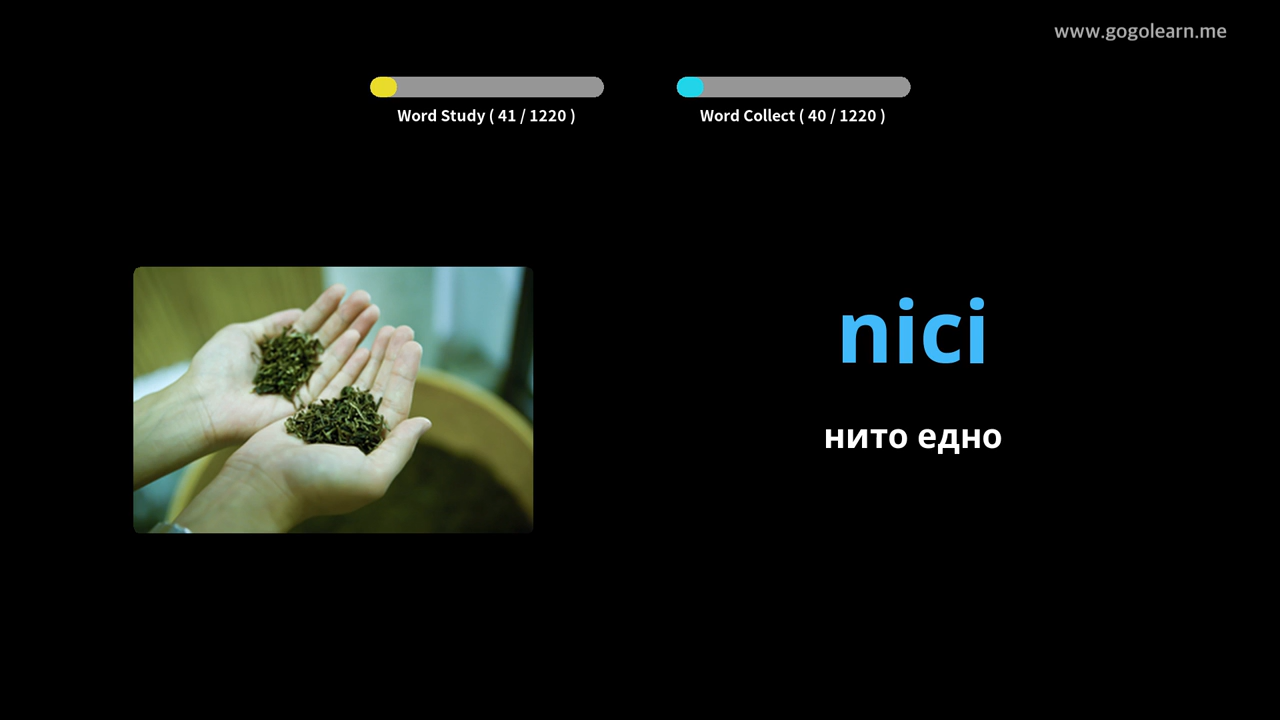 www.gogolearn.me
Word Study ( 41 / 1220 )
Word Collect ( 40 / 1220 )
nici
нито едно